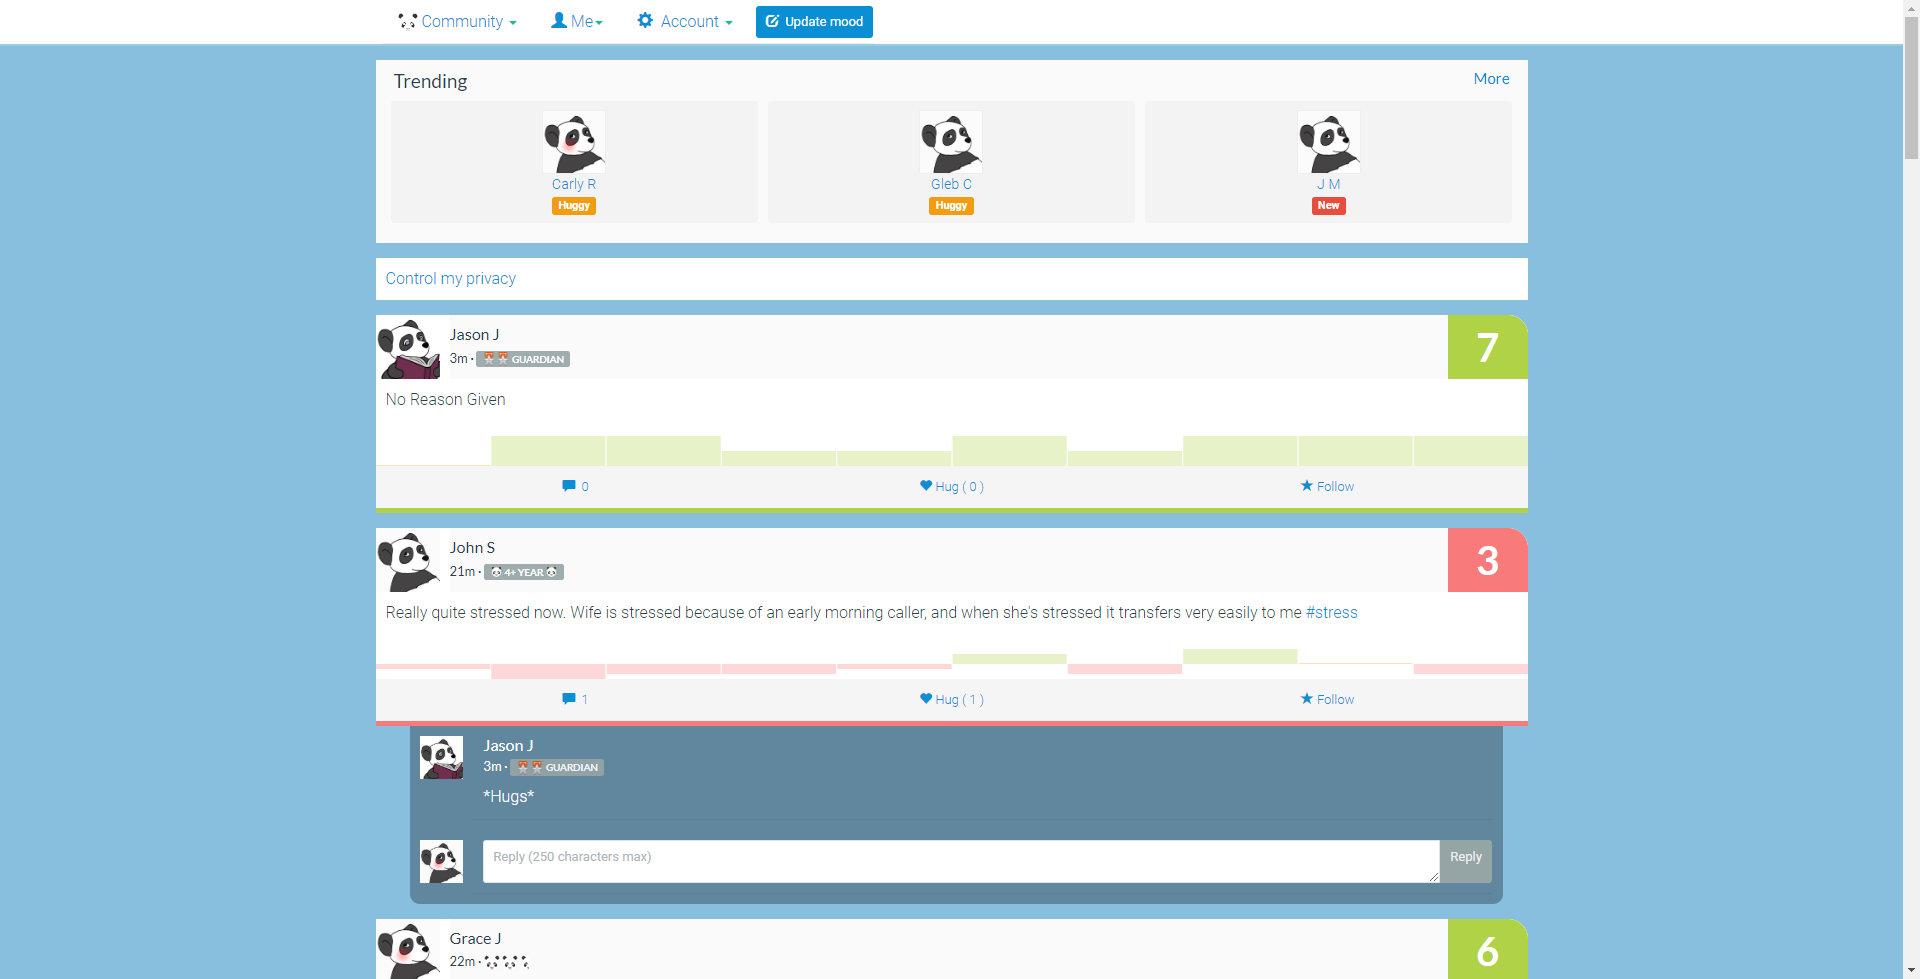 Community Me Account Update mood
Trending More
Carly R Gleb C J M
Huggy Huggy New
Control my privacy
Jason J
7
3m · GUARDIAN
No Reason Given
0 Hug ( 0 ) Follow
John S
3
21m · 4+ YEAR
Really quite stressed now. Wife is stressed because of an early morning caller, and when she's stressed it transfers very easily to me #stress
1 Hug ( 1 ) Follow
Jason J
3m · GUARDIAN
*Hugs*
Reply (250 characters max) Reply
Grace J
6
22m ·